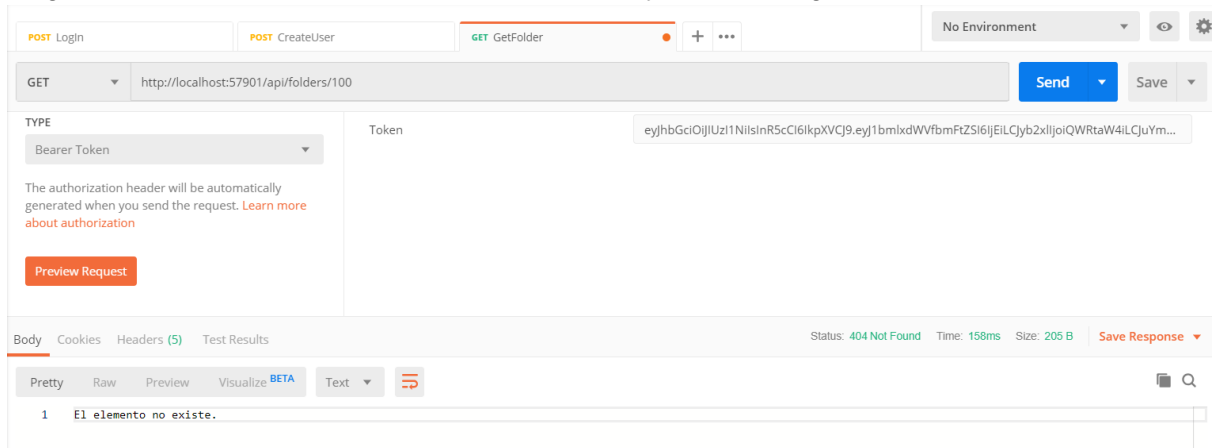 POST LogIn POST CreateUser GET GetFolder + ••• No Environment
GET http://localhost:57901/api/folders/100 Send Save
TYPE
Bearer Token
Token eyJhbGciOiJIUzI1NiIsInR5cCI6IkpXVCJ9.eyJ1bmlxdWVfbmFtZSI6IjEiLCJyb2xlIjoiQWRtaW4iLCJuYm...
The authorization header will be automatically
generated when you send the request. Learn more
about authorization
Preview Request
Body Cookies Headers (5) Test Results Status: 404 Not Found Time: 158ms Size: 205 B Save Response
Pretty Raw Preview Visualize BETA Text
1 El elemento no existe.